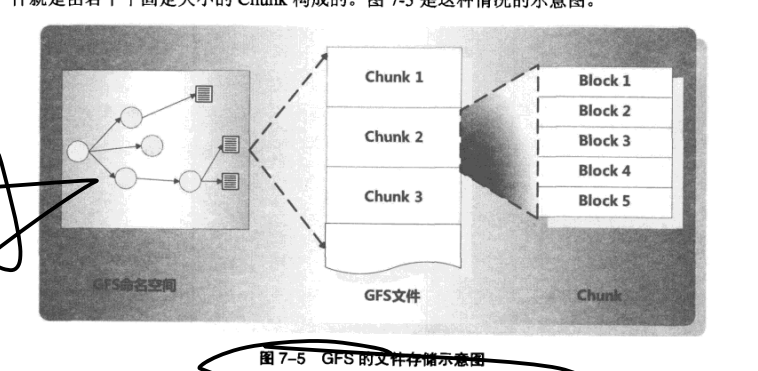 件就是由若干个固定大小的 Chunk 构成的。图 7-5 是这种情况的示意图。
Chunk 1
Chunk 2
Chunk 3
Block 1
Block 2
Block 3
Block 4
Block 5
GFS命名空间
GFS文件
Chunk
图 7-5 GFS 的文件存储示意图